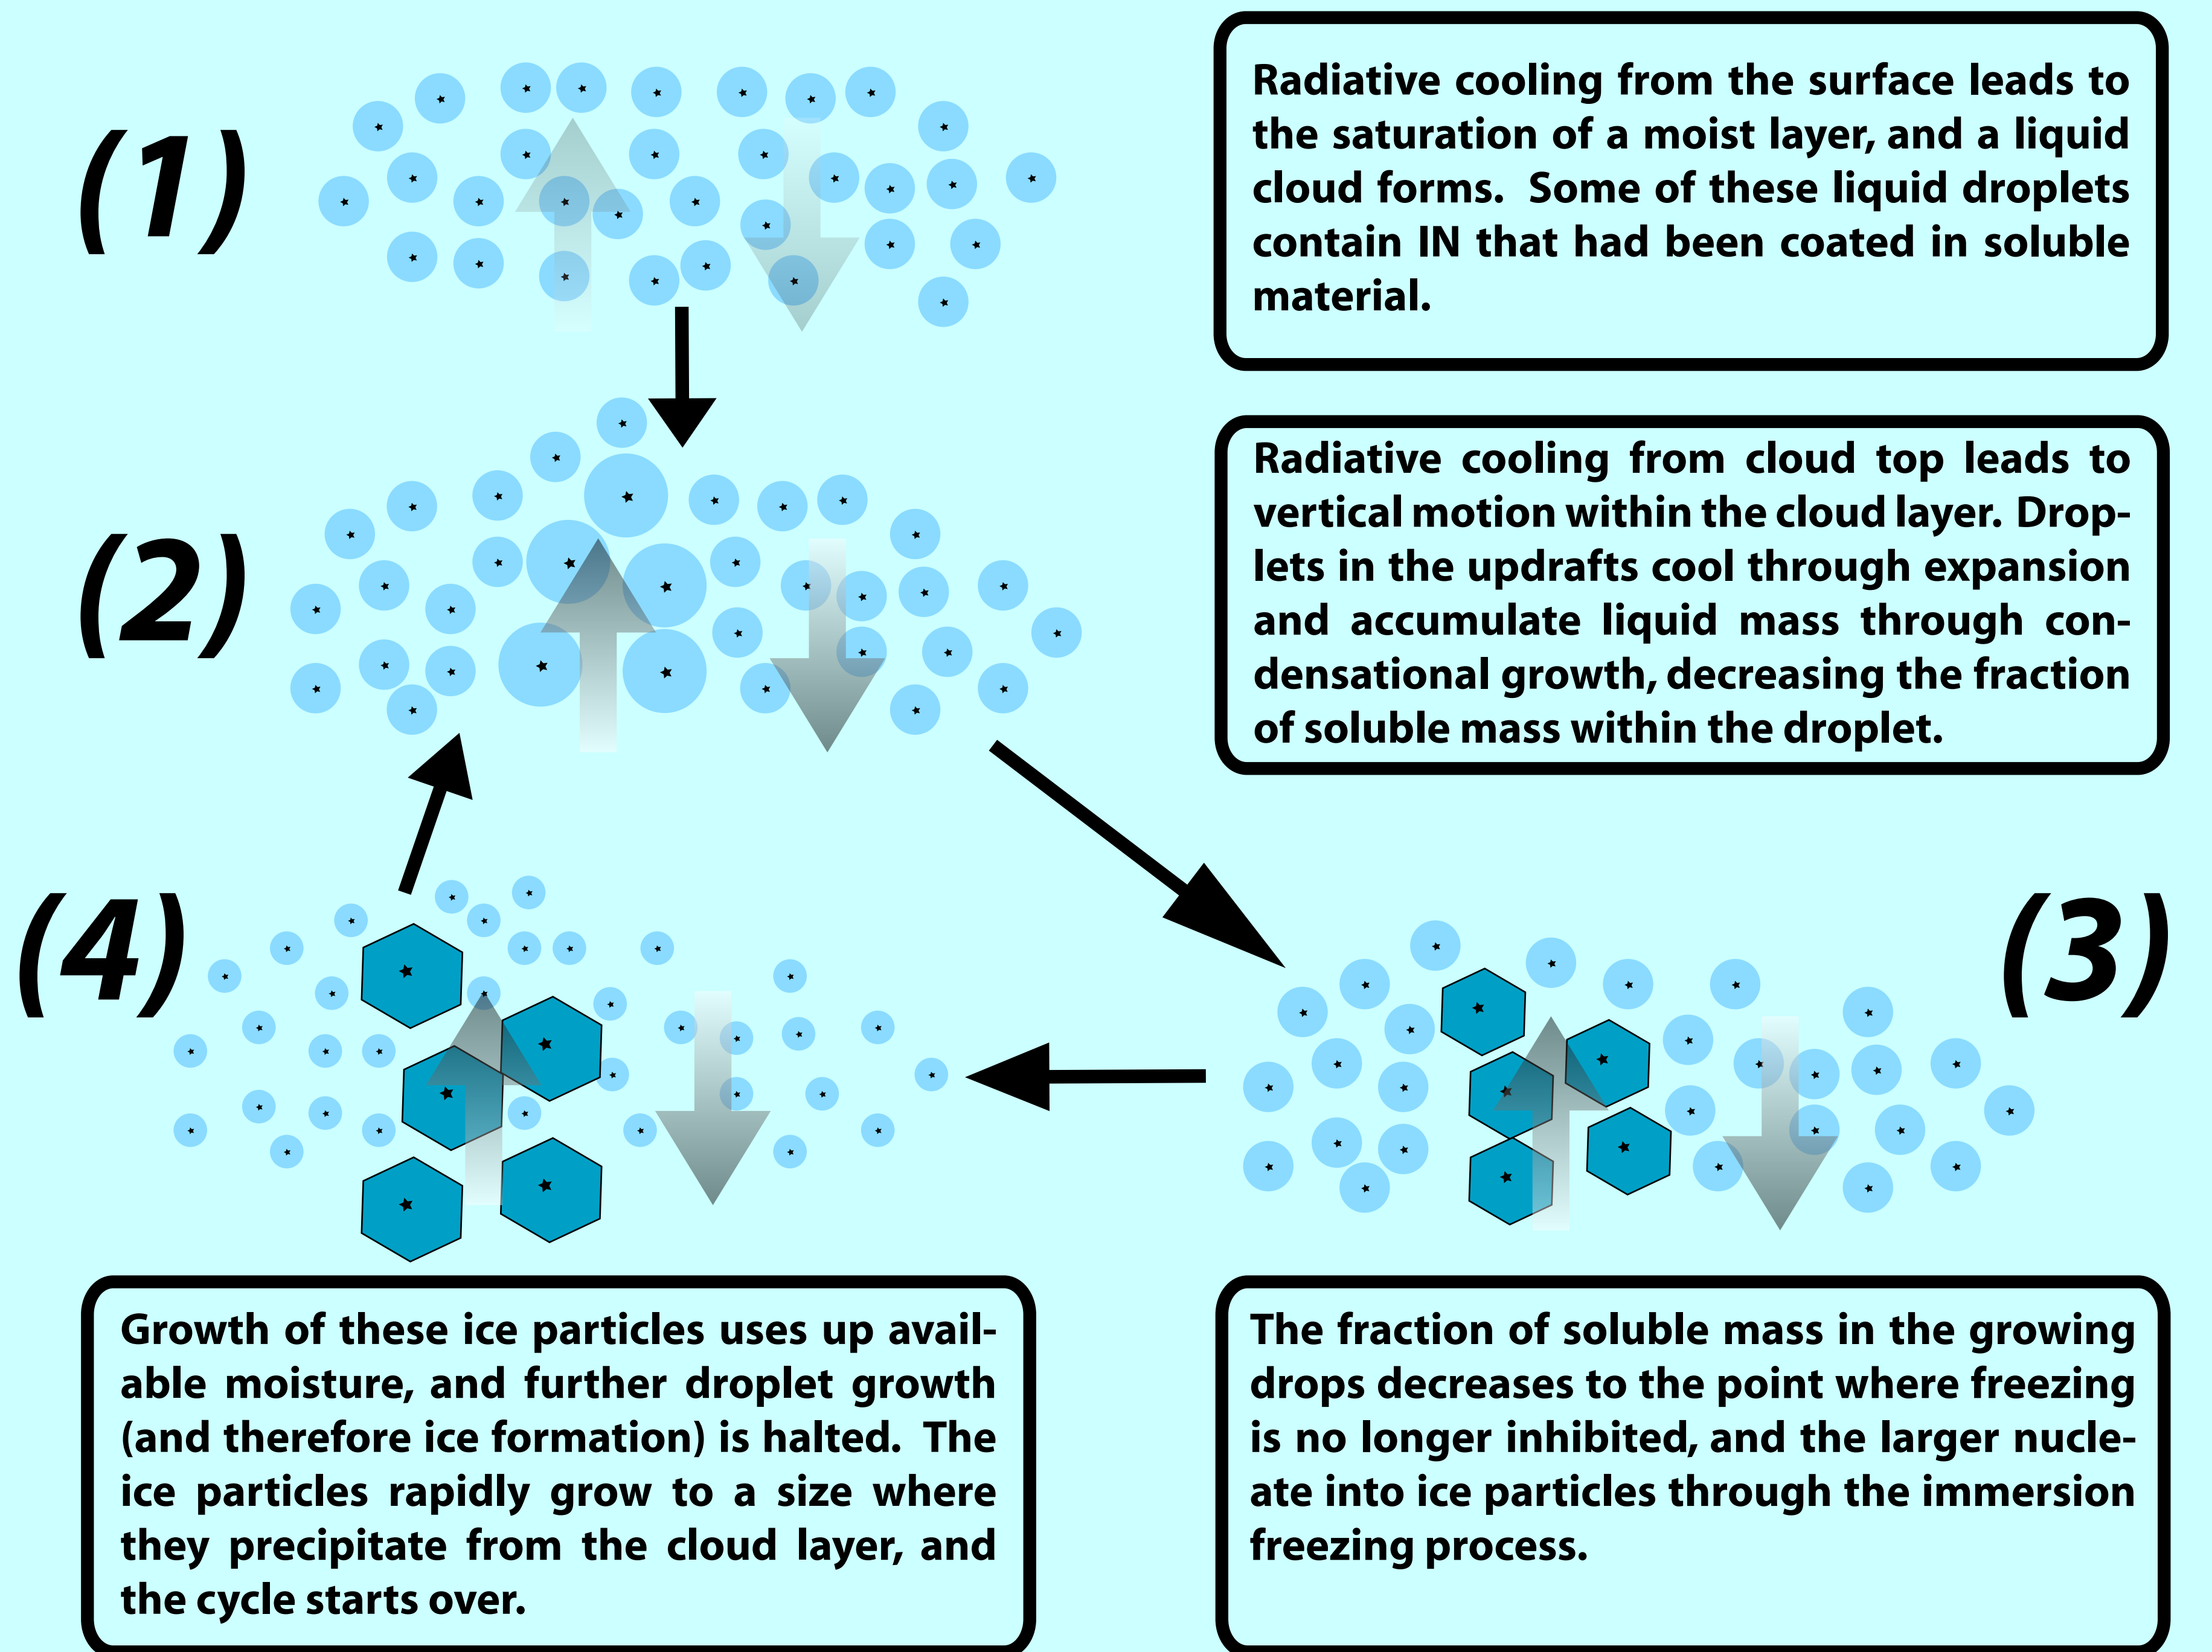 (1)
Radiative cooling from the surface leads to
the saturation of a moist layer, and a liquid
cloud forms.  Some of these liquid droplets
contain IN that had been coated in soluble
material.
(2)
Radiative cooling from cloud top leads to
vertical motion within the cloud layer. Drop-
lets in the updrafts cool through expansion
and accumulate liquid mass through con-
densational growth, decreasing the fraction
of soluble mass within the droplet.
(3)
The fraction of soluble mass in the growing
drops decreases to the point where freezing
is no longer inhibited, and the larger nucle-
ate into ice particles through the immersion
freezing process.
(4)
Growth of these ice particles uses up avail-
able moisture, and further droplet growth
(and therefore ice formation) is halted.  The
ice particles rapidly grow to a size where
they precipitate from the cloud layer, and
the cycle starts over.